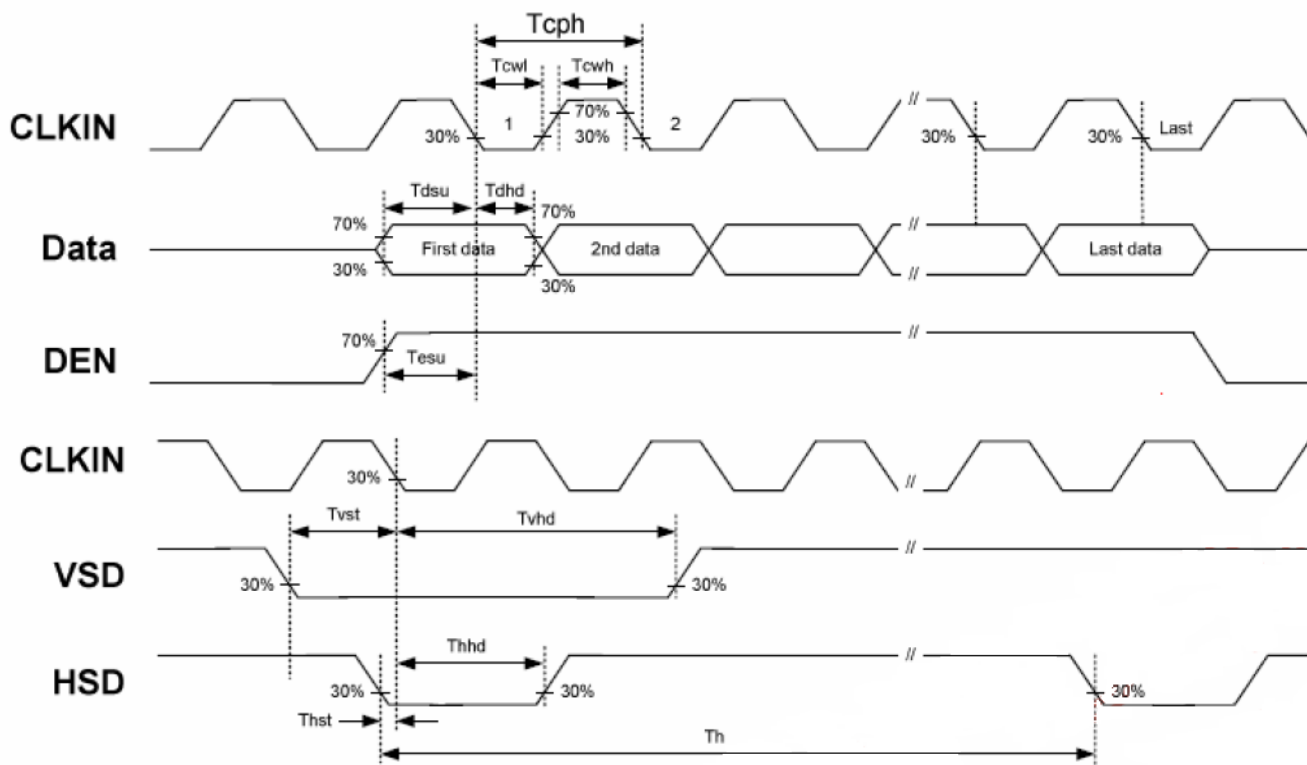 Tcph
Tcwl Tcwh
CLKIN 30% 1 70% 30% 2 // 30% 30% Last
Tdsu Tdhd
Data 70% 30% First data 70% 30% 2nd data // // Last data
DEN 70% Tesu //
CLKIN 30% //
Tvst Tvhd
VSD 30% 30% //
Thhd
HSD 30% 30% // 30%
Thst
Th